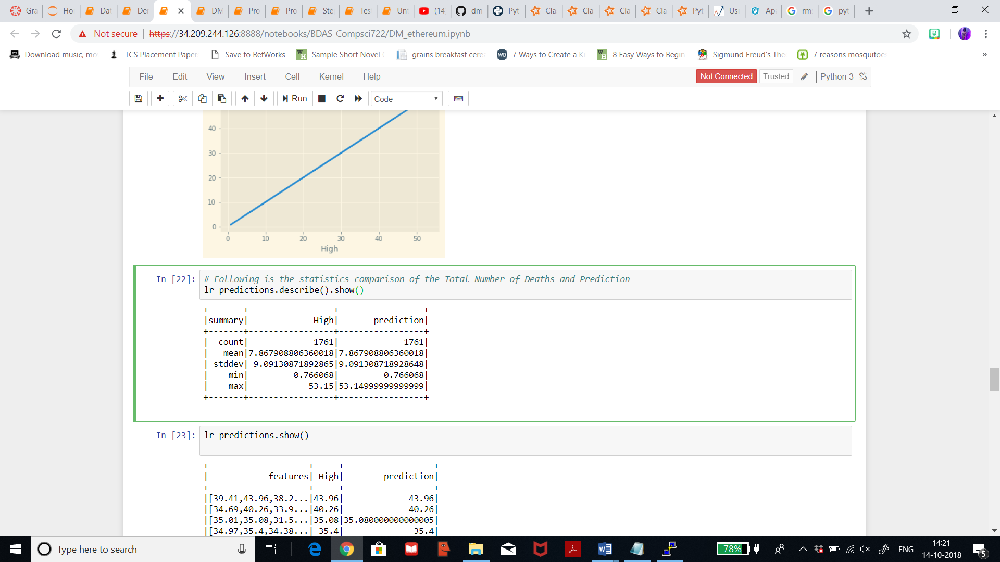 Gra Ho Dat De DM Pro Pro Ste Tes Unt (14 dm Pyt Cla Cla Cla Cla Pyt Usi Ap rm pyt
Not secure https://34.209.244.126:8888/notebooks/BDAS-Compsci722/DM_ethereum.ipynb
Download music, mo TCS Placement Paper Save to RefWorks Sample Short Novel grains breakfast cere 7 Ways to Create a Ki 8 Easy Ways to Begin Sigmund Freud's The 7 reasons mosquitoe »
File Edit View Insert Cell Kernel Help Not Connected Trusted Python 3
Run Code
40
30
20
10
0
0 10 20 30 40 50
High
In [22]: # Following is the statistics comparison of the Total Number of Deaths and Prediction
lr_predictions.describe().show()
+-------+-----------------+-----------------+
|summary|             High|       prediction|
+-------+-----------------+-----------------+
|  count|             1761|             1761|
|   mean|7.867908806360018|7.867908806360018|
| stddev| 9.09130871892865|9.091308718928648|
|    min|         0.766068|         0.766068|
|    max|            53.15|53.14999999999999|
+-------+-----------------+-----------------+
In [23]: lr_predictions.show()
+--------------------+-----+------------------+
|            features| High|        prediction|
+--------------------+-----+------------------+
|[39.41,43.96,38.2...|43.96|             43.96|
|[34.69,40.26,33.9...|40.26|             40.26|
|[35.01,35.08,31.5...|35.08|35.080000000000005|
|[34.97,35.4,34.38...| 35.4|              35.4|
Type here to search 78% ENG 14:21
14-10-2018 5